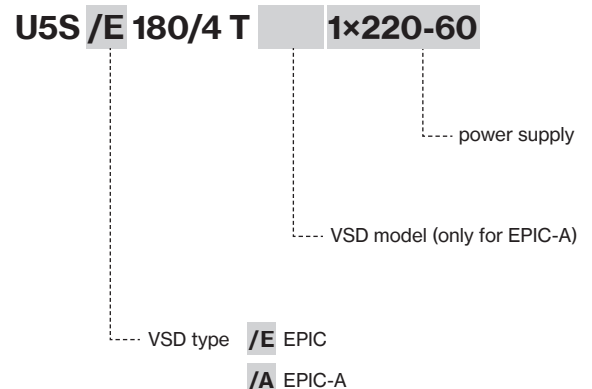 U5S /E 180/4 T 1×220-60
power supply
VSD model (only for EPIC-A)
VSD type /E EPIC
/A EPIC-A